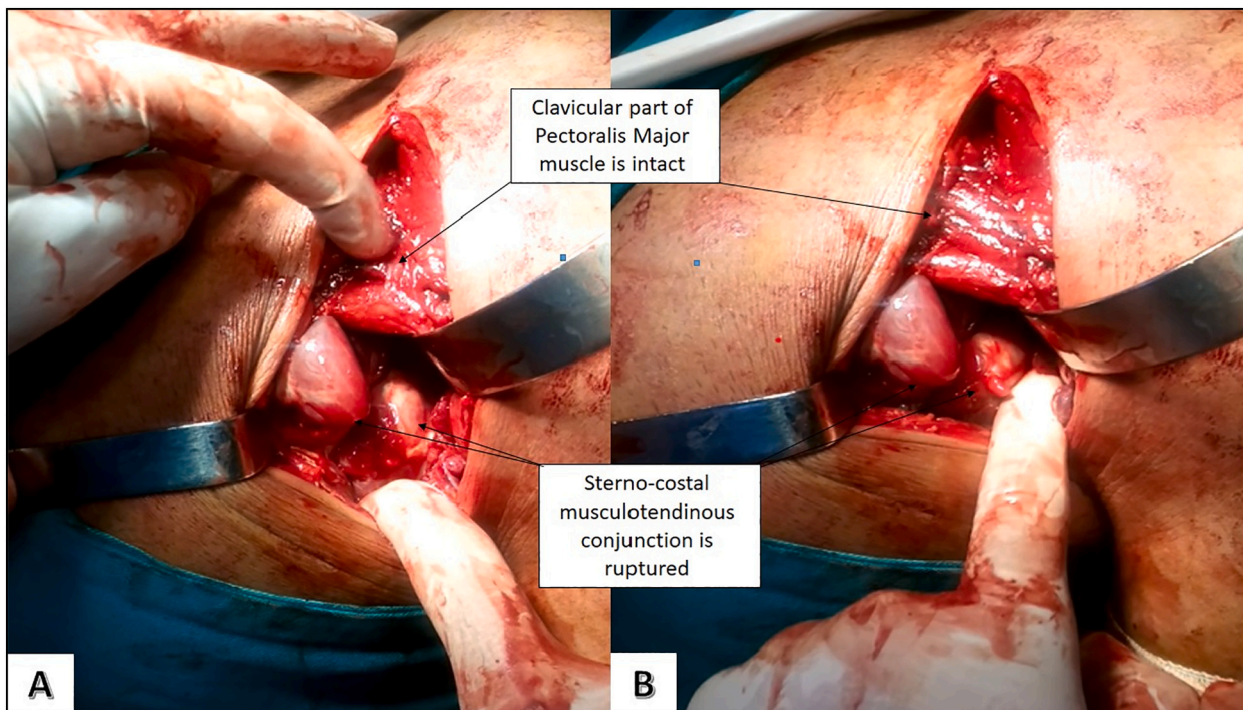 Clavicular part of
Pectoralis Major
muscle is intact
Sterno-costal
musculotendinous
conjunction is
ruptured
A
B